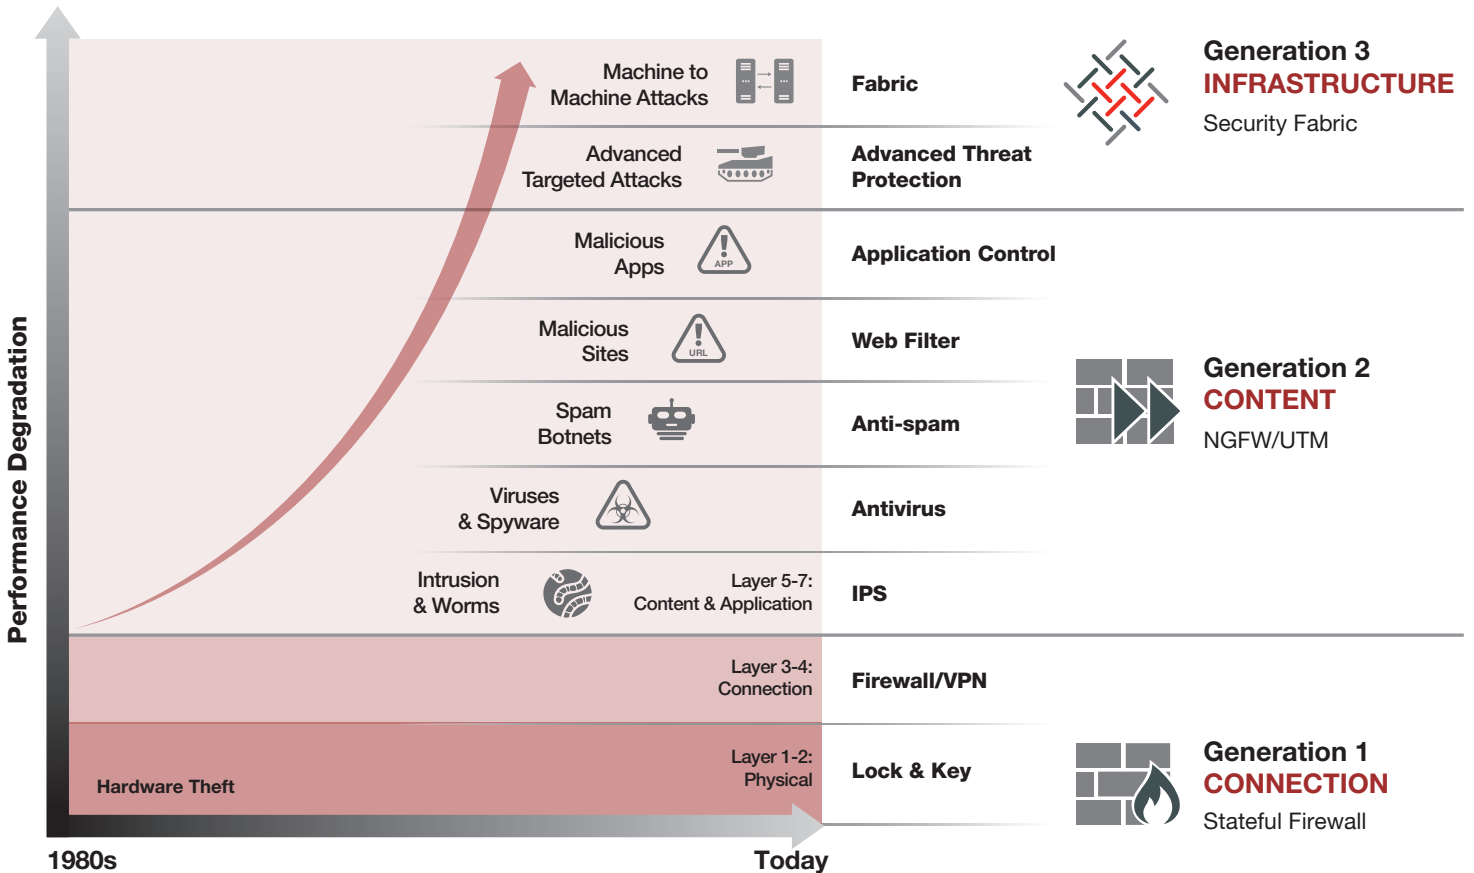 Performance Degradation
Machine to
Machine Attacks
Fabric
Generation 3
INFRASTRUCTURE
Security Fabric
Advanced
Targeted Attacks
Advanced Threat
Protection
Malicious
Apps
APP
Application Control
Malicious
Sites
URL
Web Filter
Generation 2
CONTENT
NGFW/UTM
Spam
Botnets
Anti-spam
Viruses
& Spyware
Antivirus
Intrusion
& Worms
Layer 5-7:
Content & Application
IPS
Layer 3-4:
Connection
Firewall/VPN
Hardware Theft
Layer 1-2:
Physical
Lock & Key
Generation 1
CONNECTION
Stateful Firewall
1980s
Today